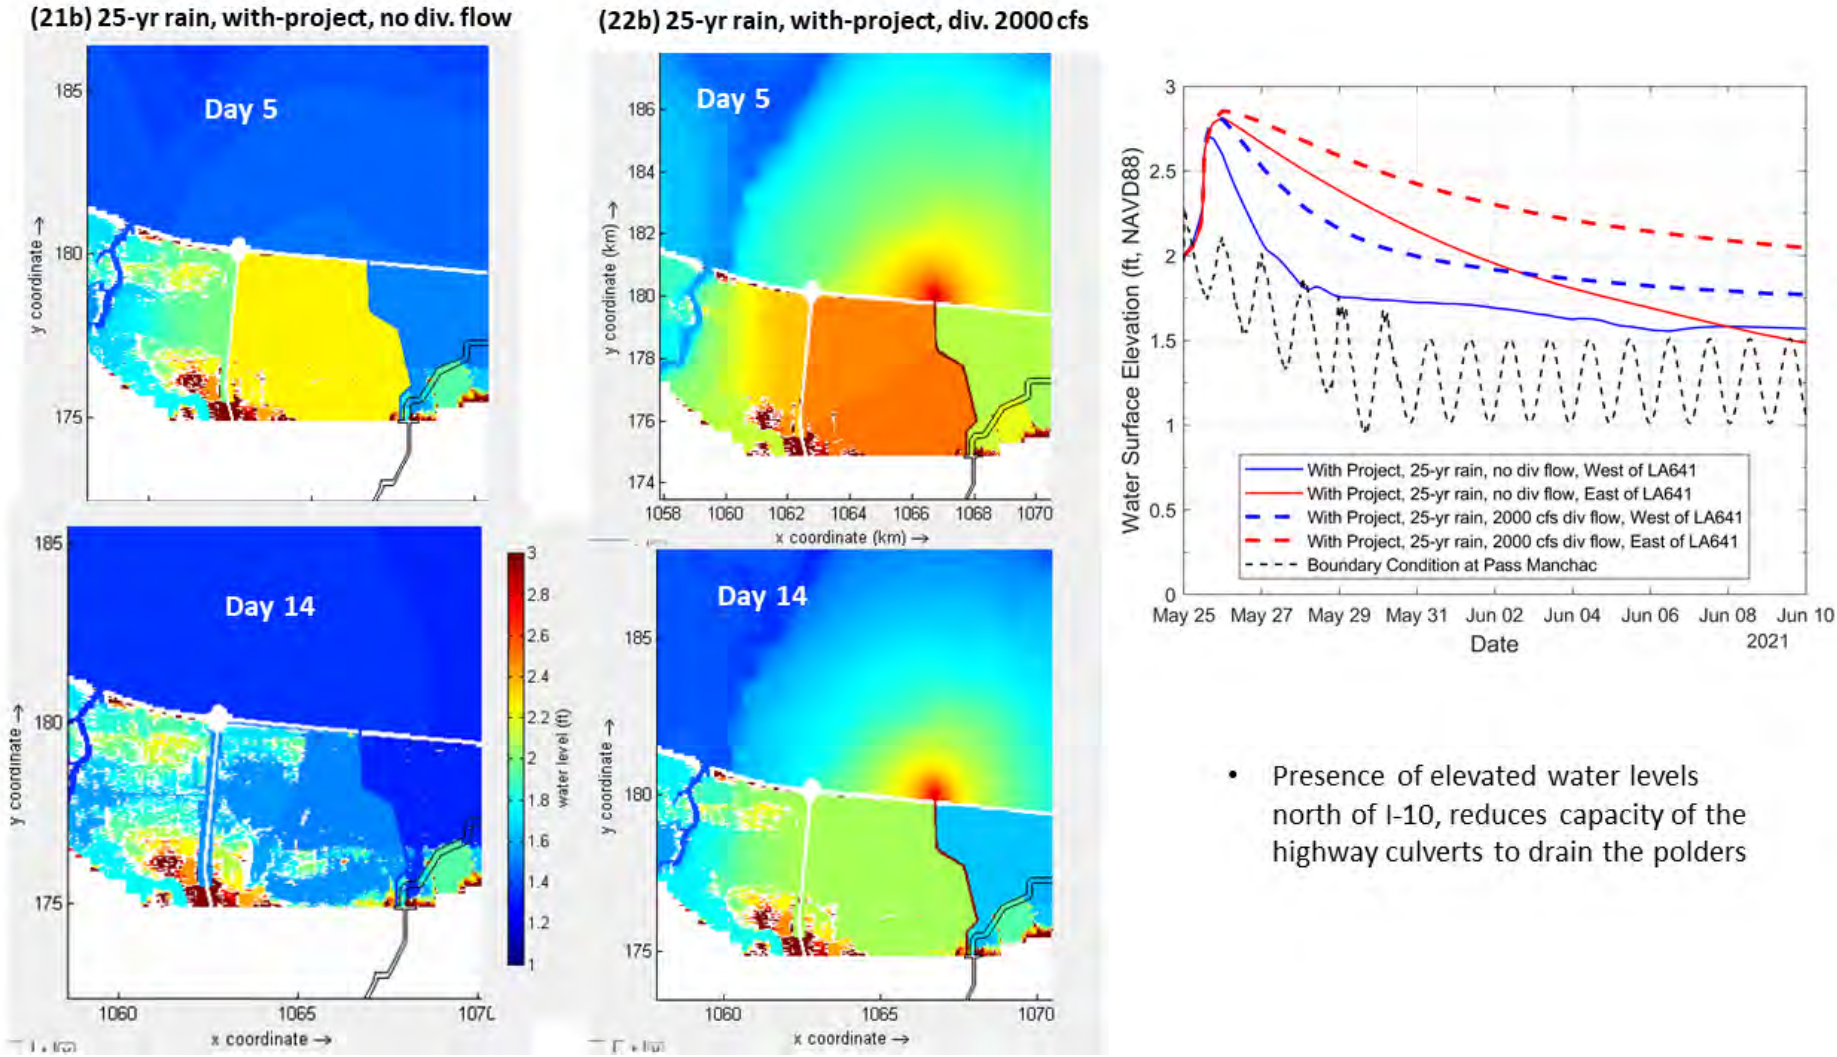 (21b) 25-yr rain, with-project, no div. flow
Day 5
185
180
175
y coordinate →
(22b) 25-yr rain, with-project, div. 2000 cfs
Day 5
186
184
182
180
178
176
174
y coordinate (km) →
1058 1060 1062 1064 1066 1068 1070
x coordinate (km) →
Day 14
185
180
175
y coordinate →
1060 1065
x coordinate →
3
2.8
2.6
2.4
2.2
2
1.8
1.6
1.4
1.2
1
water level (ft)
Day 14
185
180
175
y coordinate →
1060 1065 1070
x coordinate →
3
2.5
2
1.5
1
0.5
0
Water Surface Elevation (ft, NAVD88)
With Project, 25-yr rain, no div flow, West of LA641
With Project, 25-yr rain, no div flow, East of LA641
With Project, 25-yr rain, 2000 cfs div flow, West of LA641
With Project, 25-yr rain, 2000 cfs div flow, East of LA641
Boundary Condition at Pass Manchac
May 25 May 27 May 29 May 31 Jun 02 Jun 04 Jun 06 Jun 08 Jun 10
Date
2021
• Presence of elevated water levels
north of I-10, reduces capacity of the
highway culverts to drain the polders